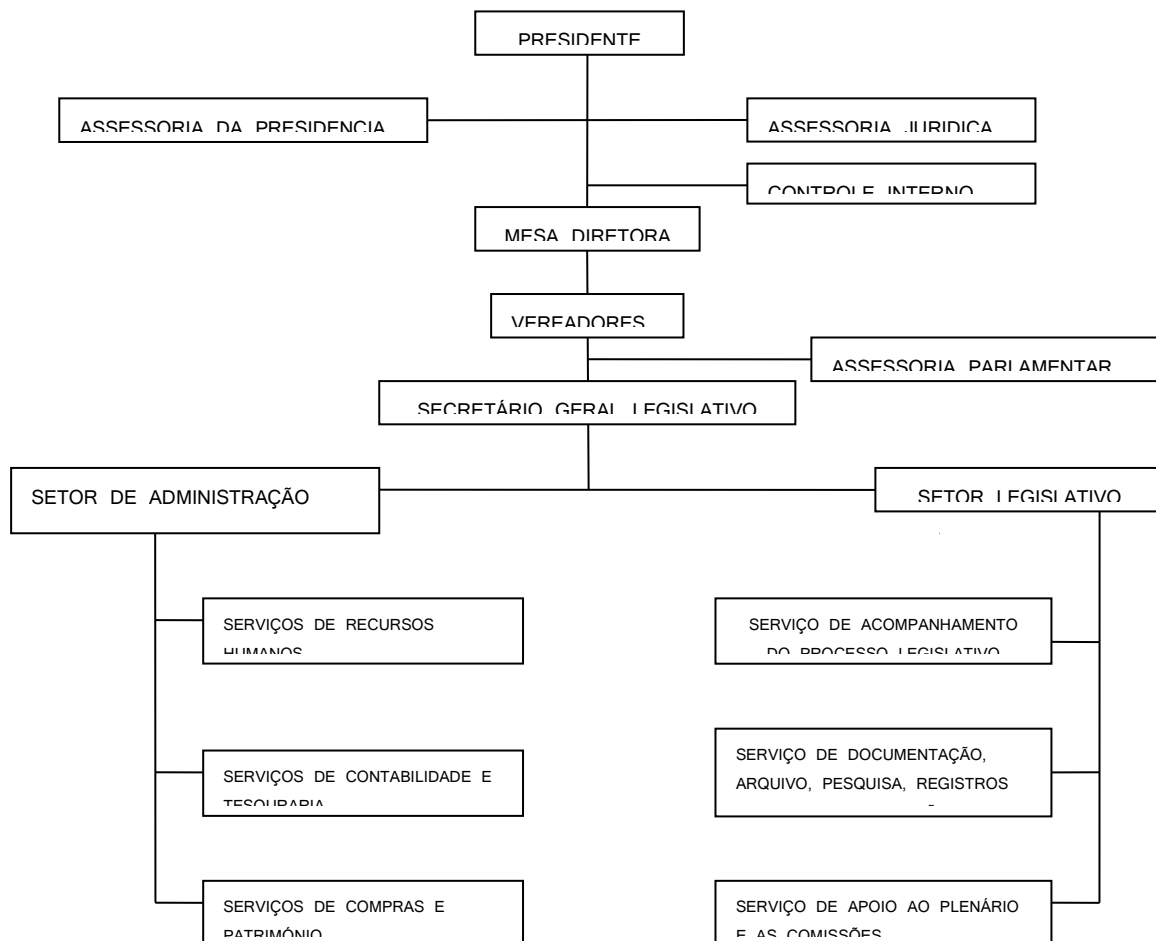 PRESIDENTE
ASSESSORIA DA PRESIDENCIA
ASSESSORIA JURIDICA
CONTROLE INTERNO
MESA DIRETORA
VEREADORES
ASSESSORIA PARLAMENTAR
SECRETÁRIO GERAL LEGISLATIVO
SETOR DE ADMINISTRAÇÃO
SETOR LEGISLATIVO
SERVIÇOS DE RECURSOS
HUMANOS
SERVIÇO DE ACOMPANHAMENTO
DO PROCESSO LEGISLATIVO
SERVIÇOS DE CONTABILIDADE E
TESOURARIA
SERVIÇO DE DOCUMENTAÇÃO,
ARQUIVO, PESQUISA, REGISTROS
SERVIÇOS DE COMPRAS E
PATRIMÓNIO
SERVIÇO DE APOIO AO PLENÁRIO
E AS COMISSÕES